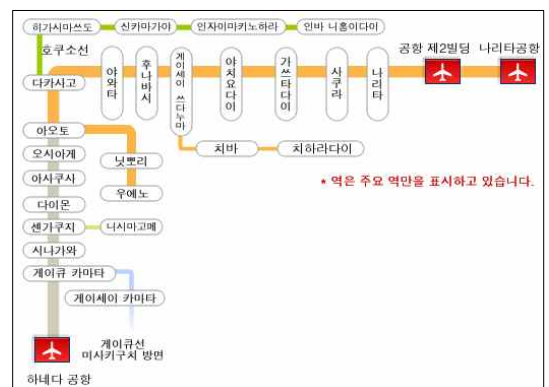 히가시마쓰도
신카마가야
인자이마키노하라
인바 니혼이다이
호쿠소선
공항 제2빌딩
나리타공항
다카사고
야와타
후나바시
게이세이 쓰다누마
야치요다이
가쓰타다이
사쿠라
나리타
아오토
닛뽀리
우에노
치바
치하라다이
* 역은 주요 역만을 표시하고 있습니다.
오시아게
아사쿠사
다이몬
센가쿠지
니시마고메
시나가와
게이큐 카마타
게이세이 카마타
게이큐선
미사키구치 방면
하네다 공항